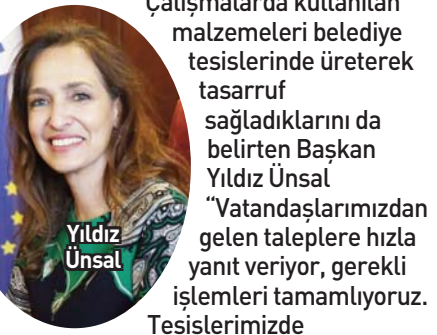 Çalışmalarda kullanılan
malzemeleri belediye
tesislerinde üreterek
tasarruf
sağladıklarını da
belirten Başkan
Yıldız Ünsal
“Vatandaşlarımızdan
gelen taleplere hızla
yanıt veriyor, gerekli
işlemleri tamamlıyoruz.
Tesislerimizde
Yıldız
Ünsal